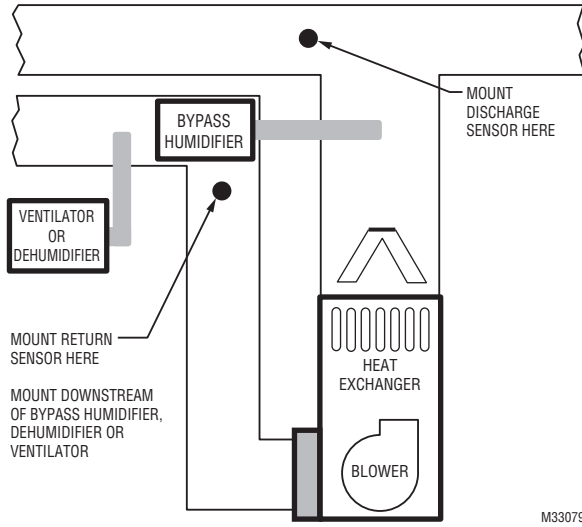 MOUNT
DISCHARGE
SENSOR HERE
BYPASS
HUMIDIFIER
VENTILATOR
OR
DEHUMIDIFIER
MOUNT RETURN
SENSOR HERE
MOUNT DOWNSTREAM
OF BYPASS HUMIDIFIER,
DEHUMIDIFIER OR
VENTILATOR
HEAT
EXCHANGER
BLOWER
M33079